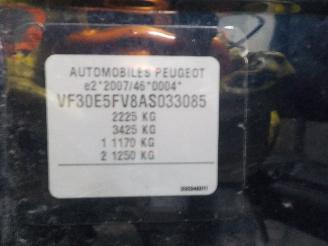 AUTOMOBILES PEUGEOT
e2*2007/46*0004*
VF30E5FV8AS033085
2225 KG
3425 KG
1 1170 KG
2 1250 KG